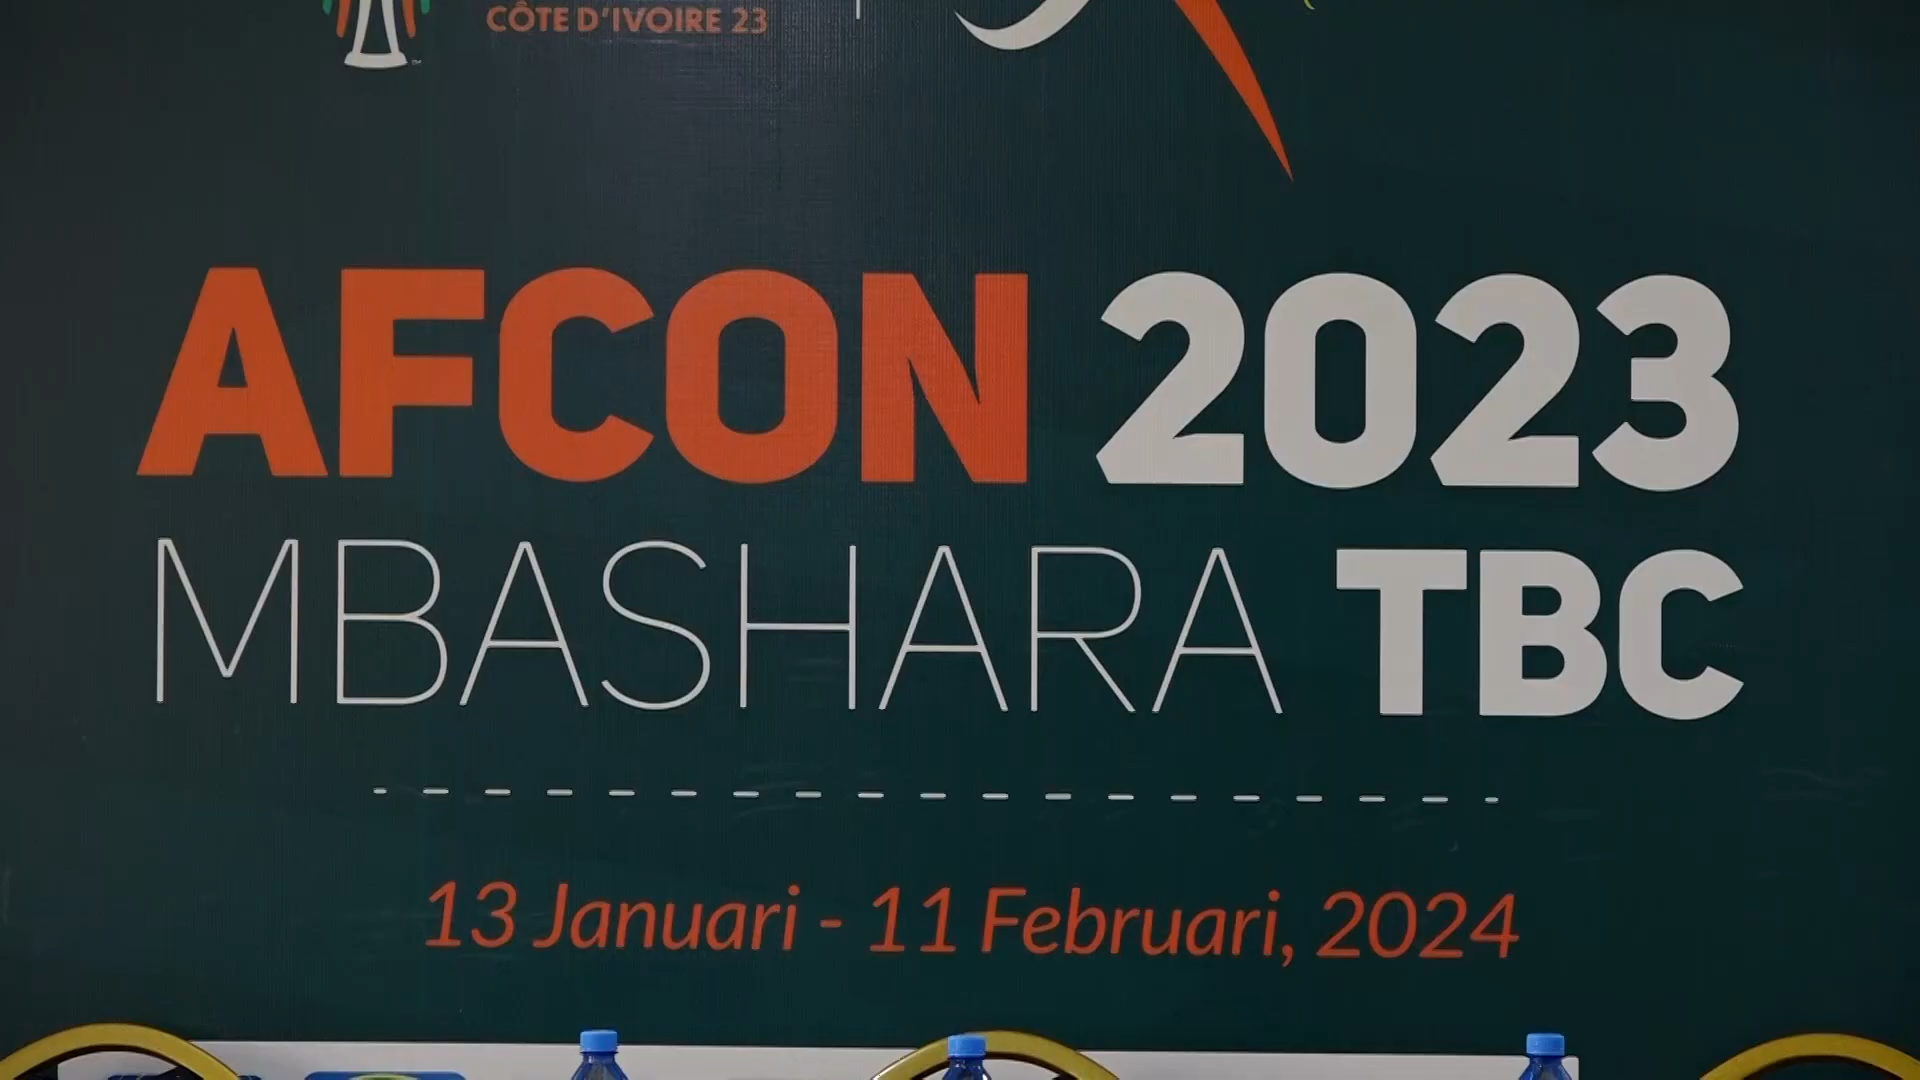 CÔTE D'IVOIRE 23
AFCON 2023
MBASHARA TBC
13 Januari - 11 Februari, 2024